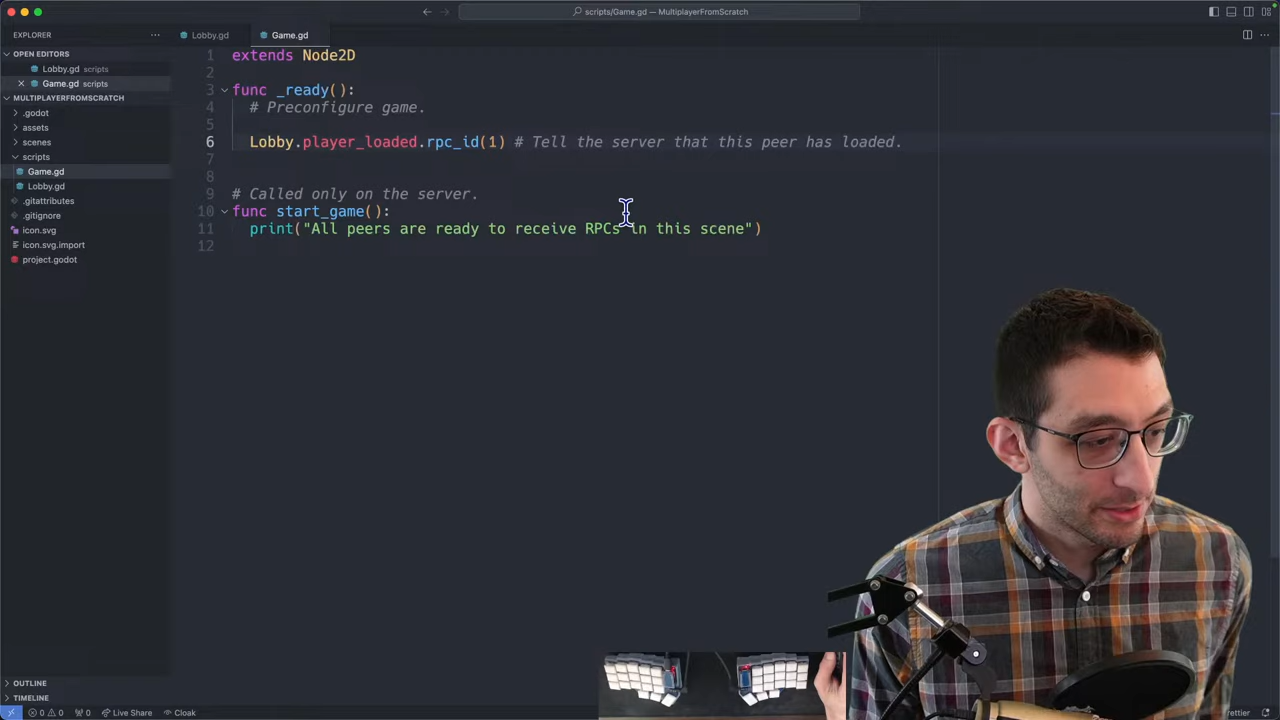 scripts/Game.gd — MultiplayerFromScratch
EXPLORER
Lobby.gd
Game.gd
OPEN EDITORS
Lobby.gd scripts
Game.gd scripts
MULTIPLAYERFROMSCRATCH
.godot
assets
scenes
scripts
Game.gd
Lobby.gd
.gitattributes
.gitignore
icon.svg
icon.svg.import
project.godot
1 extends Node2D
2
3 func _ready():
4 # Preconfigure game.
5
6 Lobby.player_loaded.rpc_id(1) # Tell the server that this peer has loaded.
7
8
9 # Called only on the server.
10 func start_game():
11 print("All peers are ready to receive RPCs in this scene")
12
OUTLINE
TIMELINE
0 0 0 Live Share Cloak